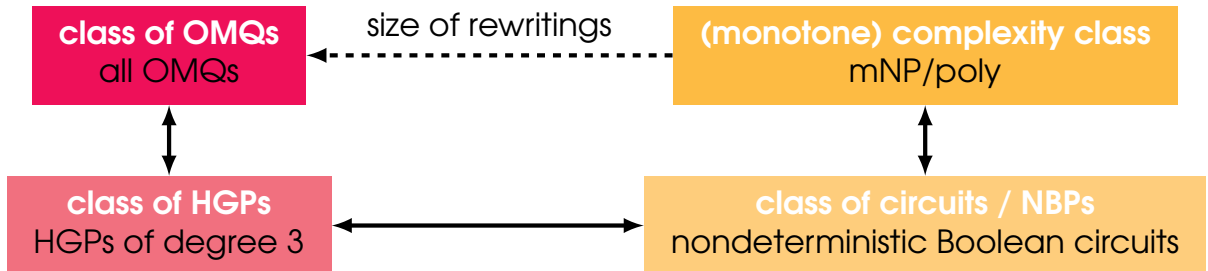 class of OMQs
all OMQs
size of rewritings
(monotone) complexity class
mNP/poly
class of HGPs
HGPs of degree 3
class of circuits / NBPs
nondeterministic Boolean circuits